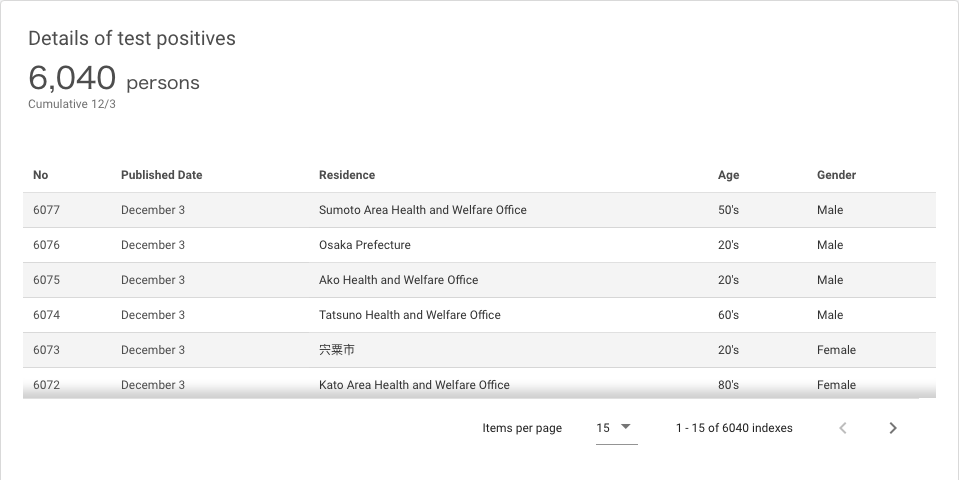 Details of test positives
6,040 persons
Cumulative 12/3
No Published Date Residence Age Gender
6077 December 3 Sumoto Area Health and Welfare Office 50's Male
6076 December 3 Osaka Prefecture 20's Male
6075 December 3 Ako Health and Welfare Office 20's Male
6074 December 3 Tatsuno Health and Welfare Office 60's Male
6073 December 3 宍粟市 20's Female
6072 December 3 Kato Area Health and Welfare Office 80's Female
Items per page 15 1 - 15 of 6040 indexes